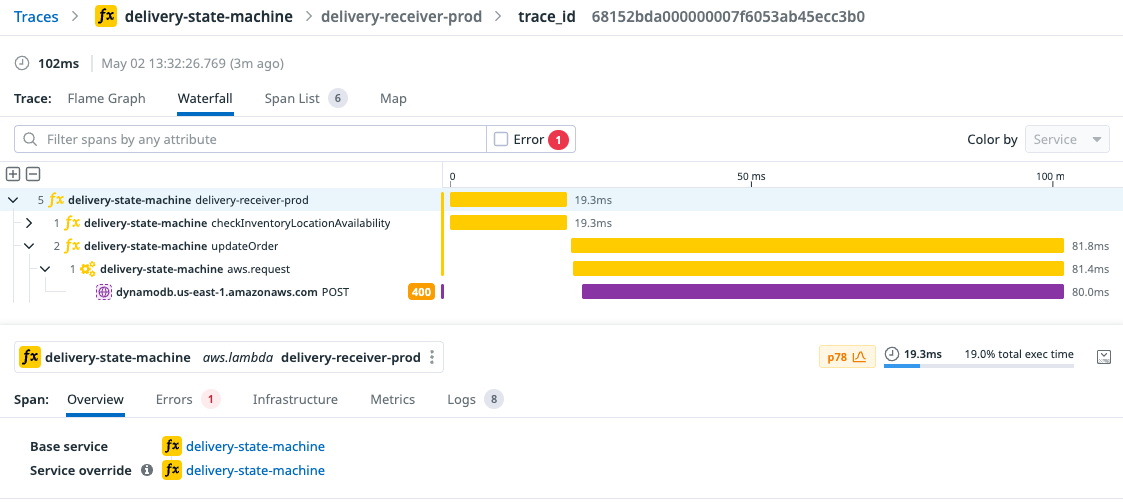 Traces > delivery-state-machine > delivery-receiver-prod > trace_id 68152bda000000007f6053ab45ecc3b0
102ms May 02 13:32:26.769 (3m ago)
Trace: Flame Graph Waterfall Span List 6 Map
Filter spans by any attribute Error 1 Color by Service
0 50 ms 100 m
5 fx delivery-state-machine delivery-receiver-prod 19.3ms
1 fx delivery-state-machine checkInventoryLocationAvailability 19.3ms
2 fx delivery-state-machine updateOrder 81.8ms
1 delivery-state-machine aws.request 81.4ms
dynamodb.us-east-1.amazonaws.com POST 400 80.0ms
fx delivery-state-machine aws.lambda delivery-receiver-prod p78 19.3ms 19.0% total exec time
Span: Overview Errors 1 Infrastructure Metrics Logs 8
Base service fx delivery-state-machine
Service override fx delivery-state-machine